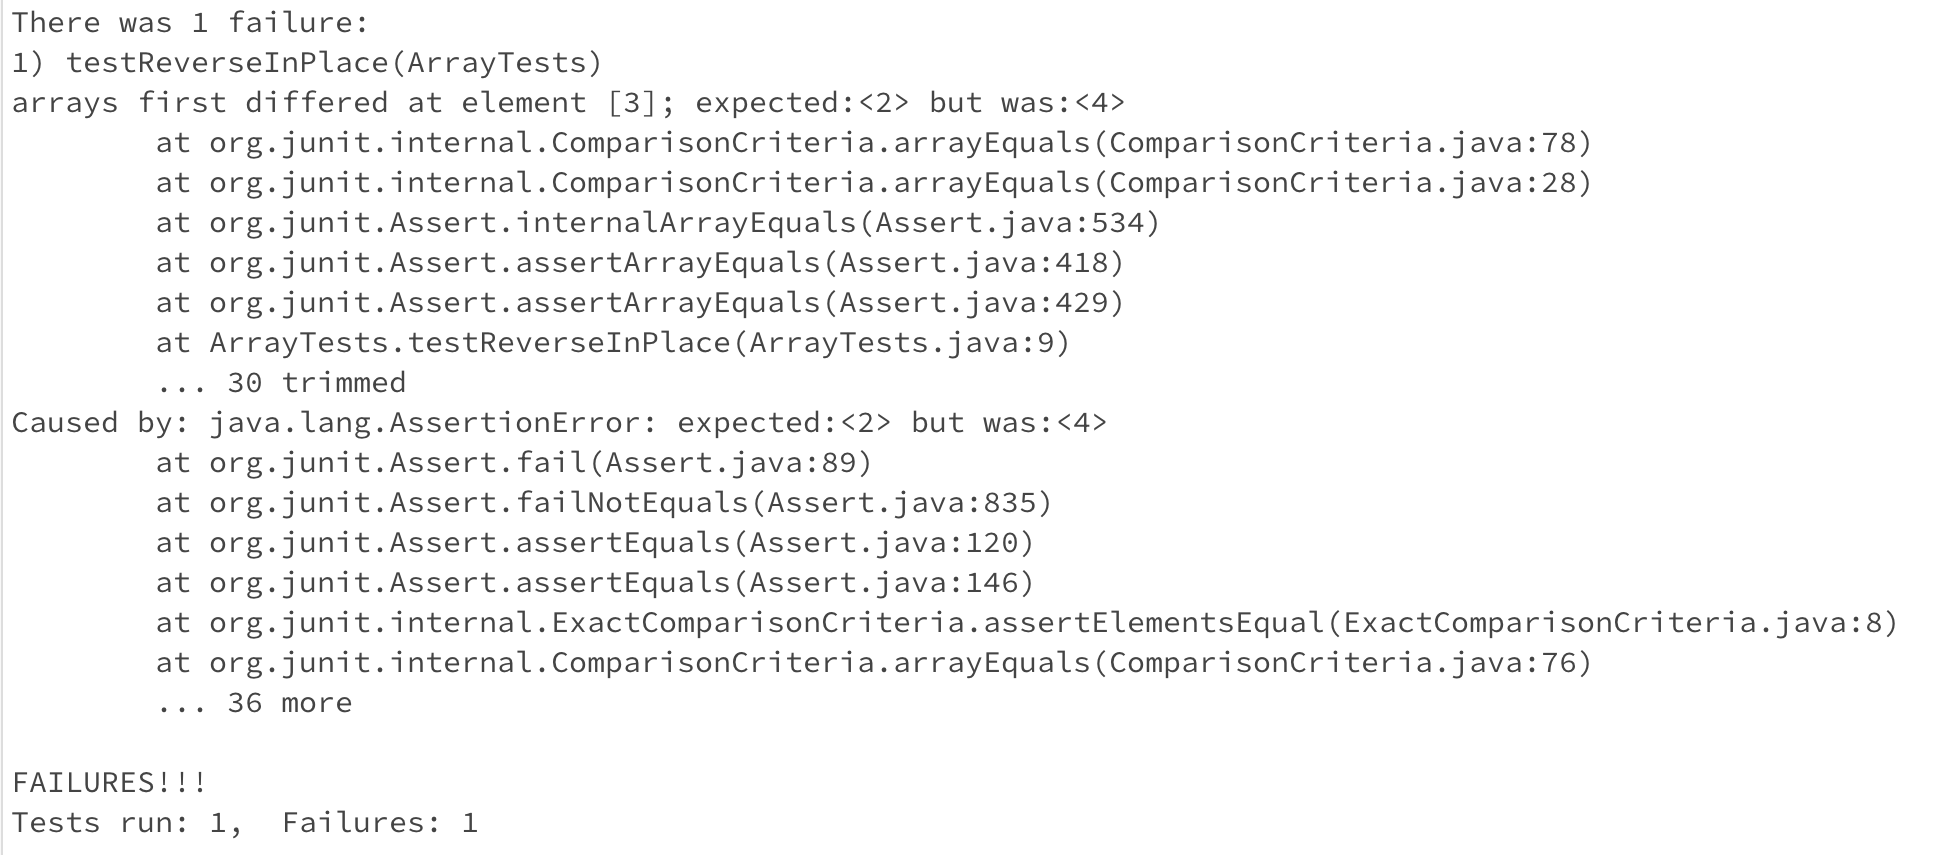 There was 1 failure:
1) testReverseInPlace(ArrayTests)
arrays first differed at element [3]; expected:<2> but was:<4>
        at org.junit.internal.ComparisonCriteria.arrayEquals(ComparisonCriteria.java:78)
        at org.junit.internal.ComparisonCriteria.arrayEquals(ComparisonCriteria.java:28)
        at org.junit.Assert.internalArrayEquals(Assert.java:534)
        at org.junit.Assert.assertArrayEquals(Assert.java:418)
        at org.junit.Assert.assertArrayEquals(Assert.java:429)
        at ArrayTests.testReverseInPlace(ArrayTests.java:9)
        ... 30 trimmed
Caused by: java.lang.AssertionError: expected:<2> but was:<4>
        at org.junit.Assert.fail(Assert.java:89)
        at org.junit.Assert.failNotEquals(Assert.java:835)
        at org.junit.Assert.assertEquals(Assert.java:120)
        at org.junit.Assert.assertEquals(Assert.java:146)
        at org.junit.internal.ExactComparisonCriteria.assertElementsEqual(ExactComparisonCriteria.java:8)
        at org.junit.internal.ComparisonCriteria.arrayEquals(ComparisonCriteria.java:76)
        ... 36 more

FAILURES!!!
Tests run: 1,  Failures: 1